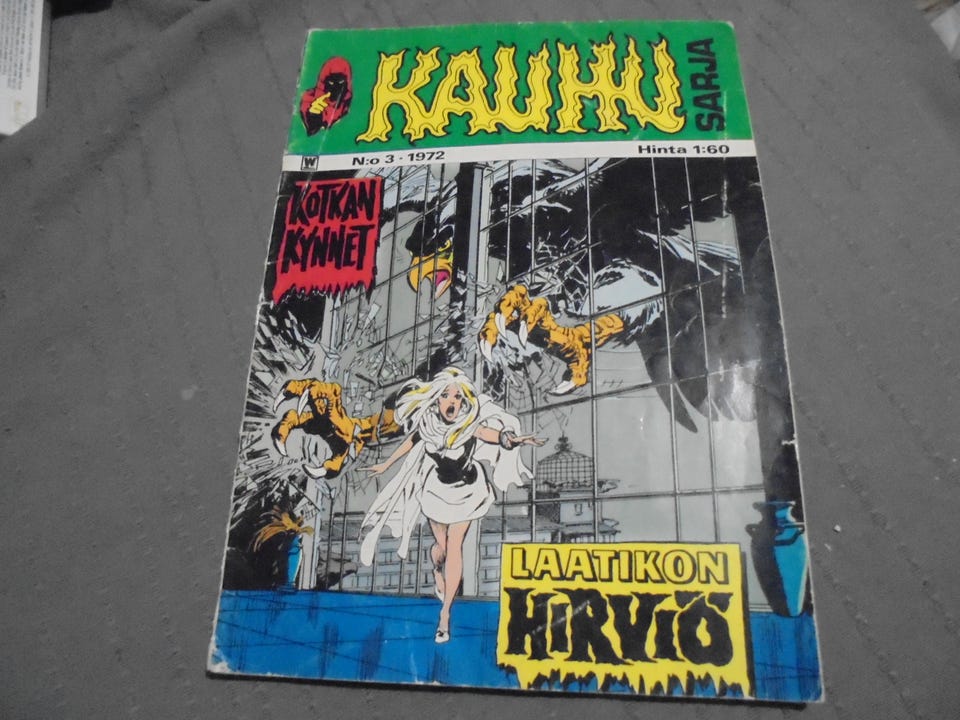 KAUHU
SARJA
W
N:o 3 - 1972
Hinta 1:60
KOTKAN
KYNNET
LAATIKON
HIRVIÖ